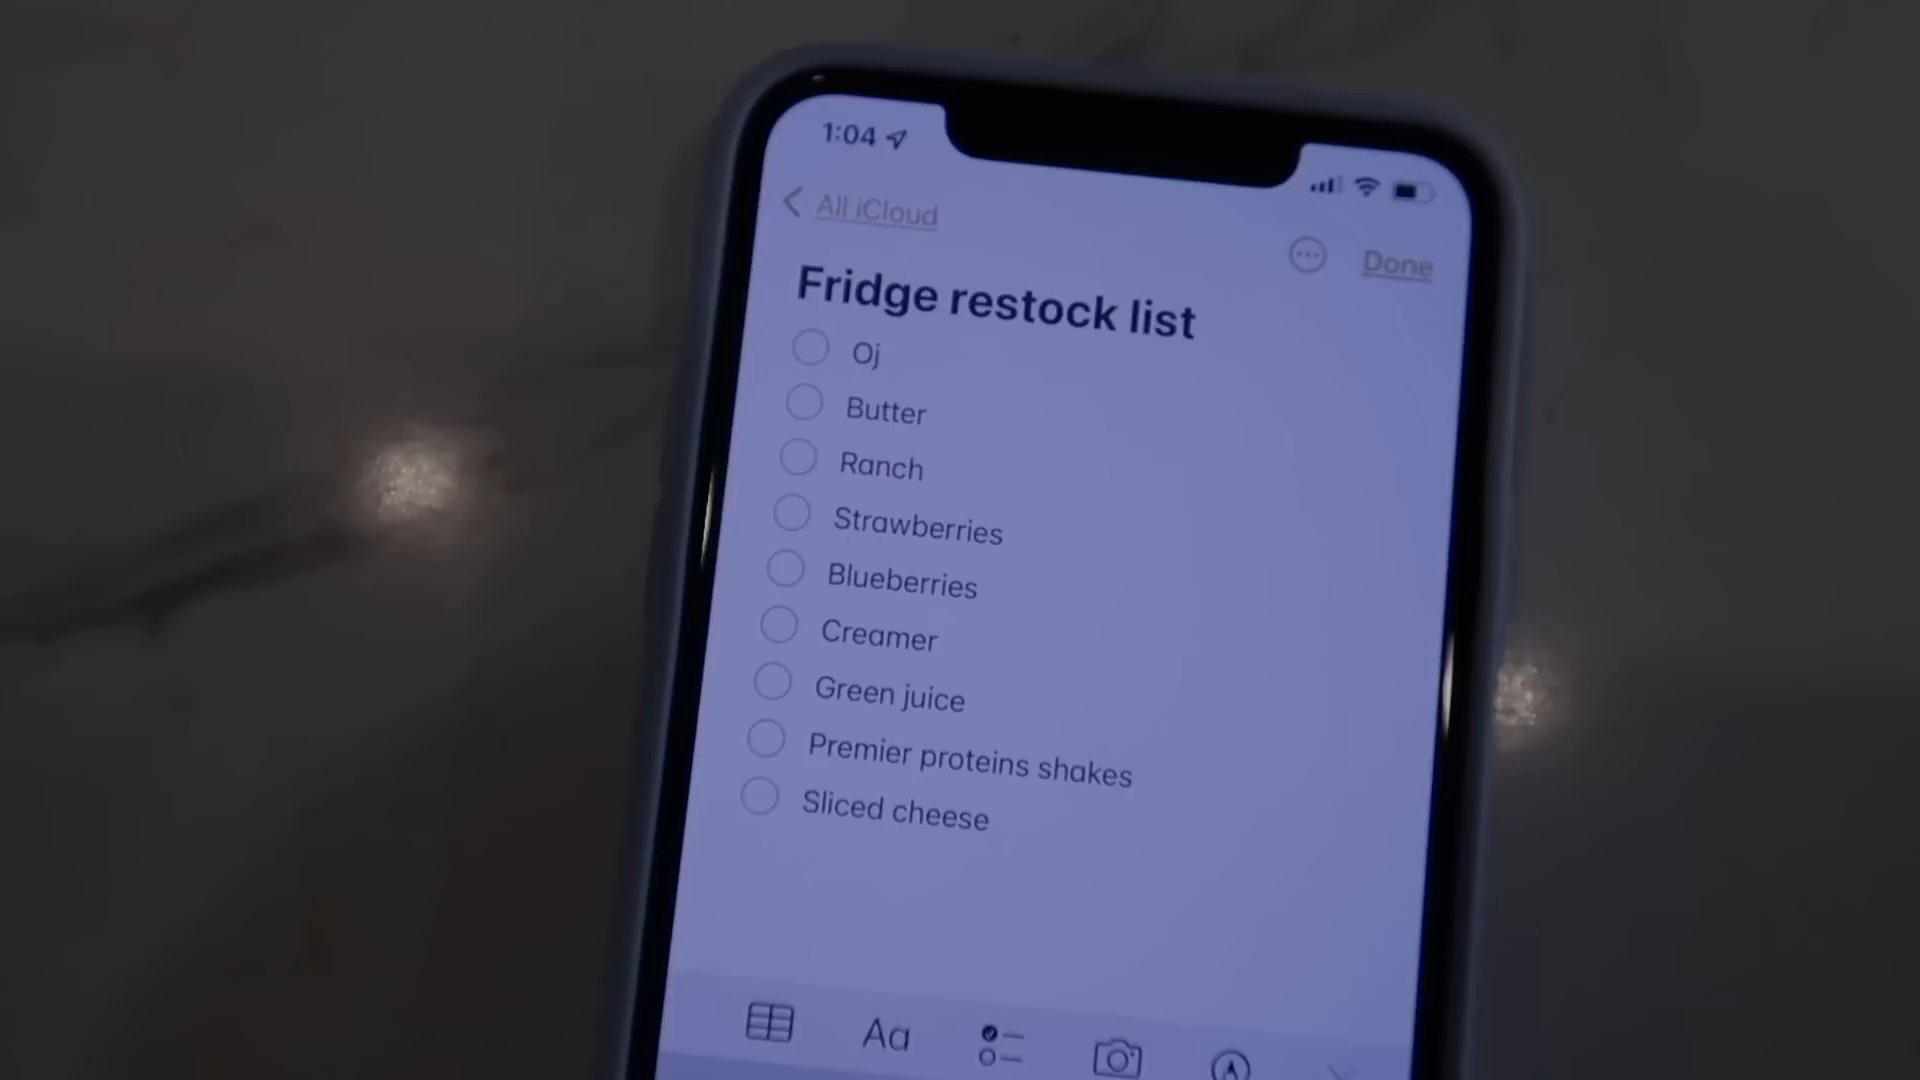 1:04
All iCloud
Done
Fridge restock list
Oj
Butter
Ranch
Strawberries
Blueberries
Creamer
Green juice
Premier proteins shakes
Sliced cheese
Aa